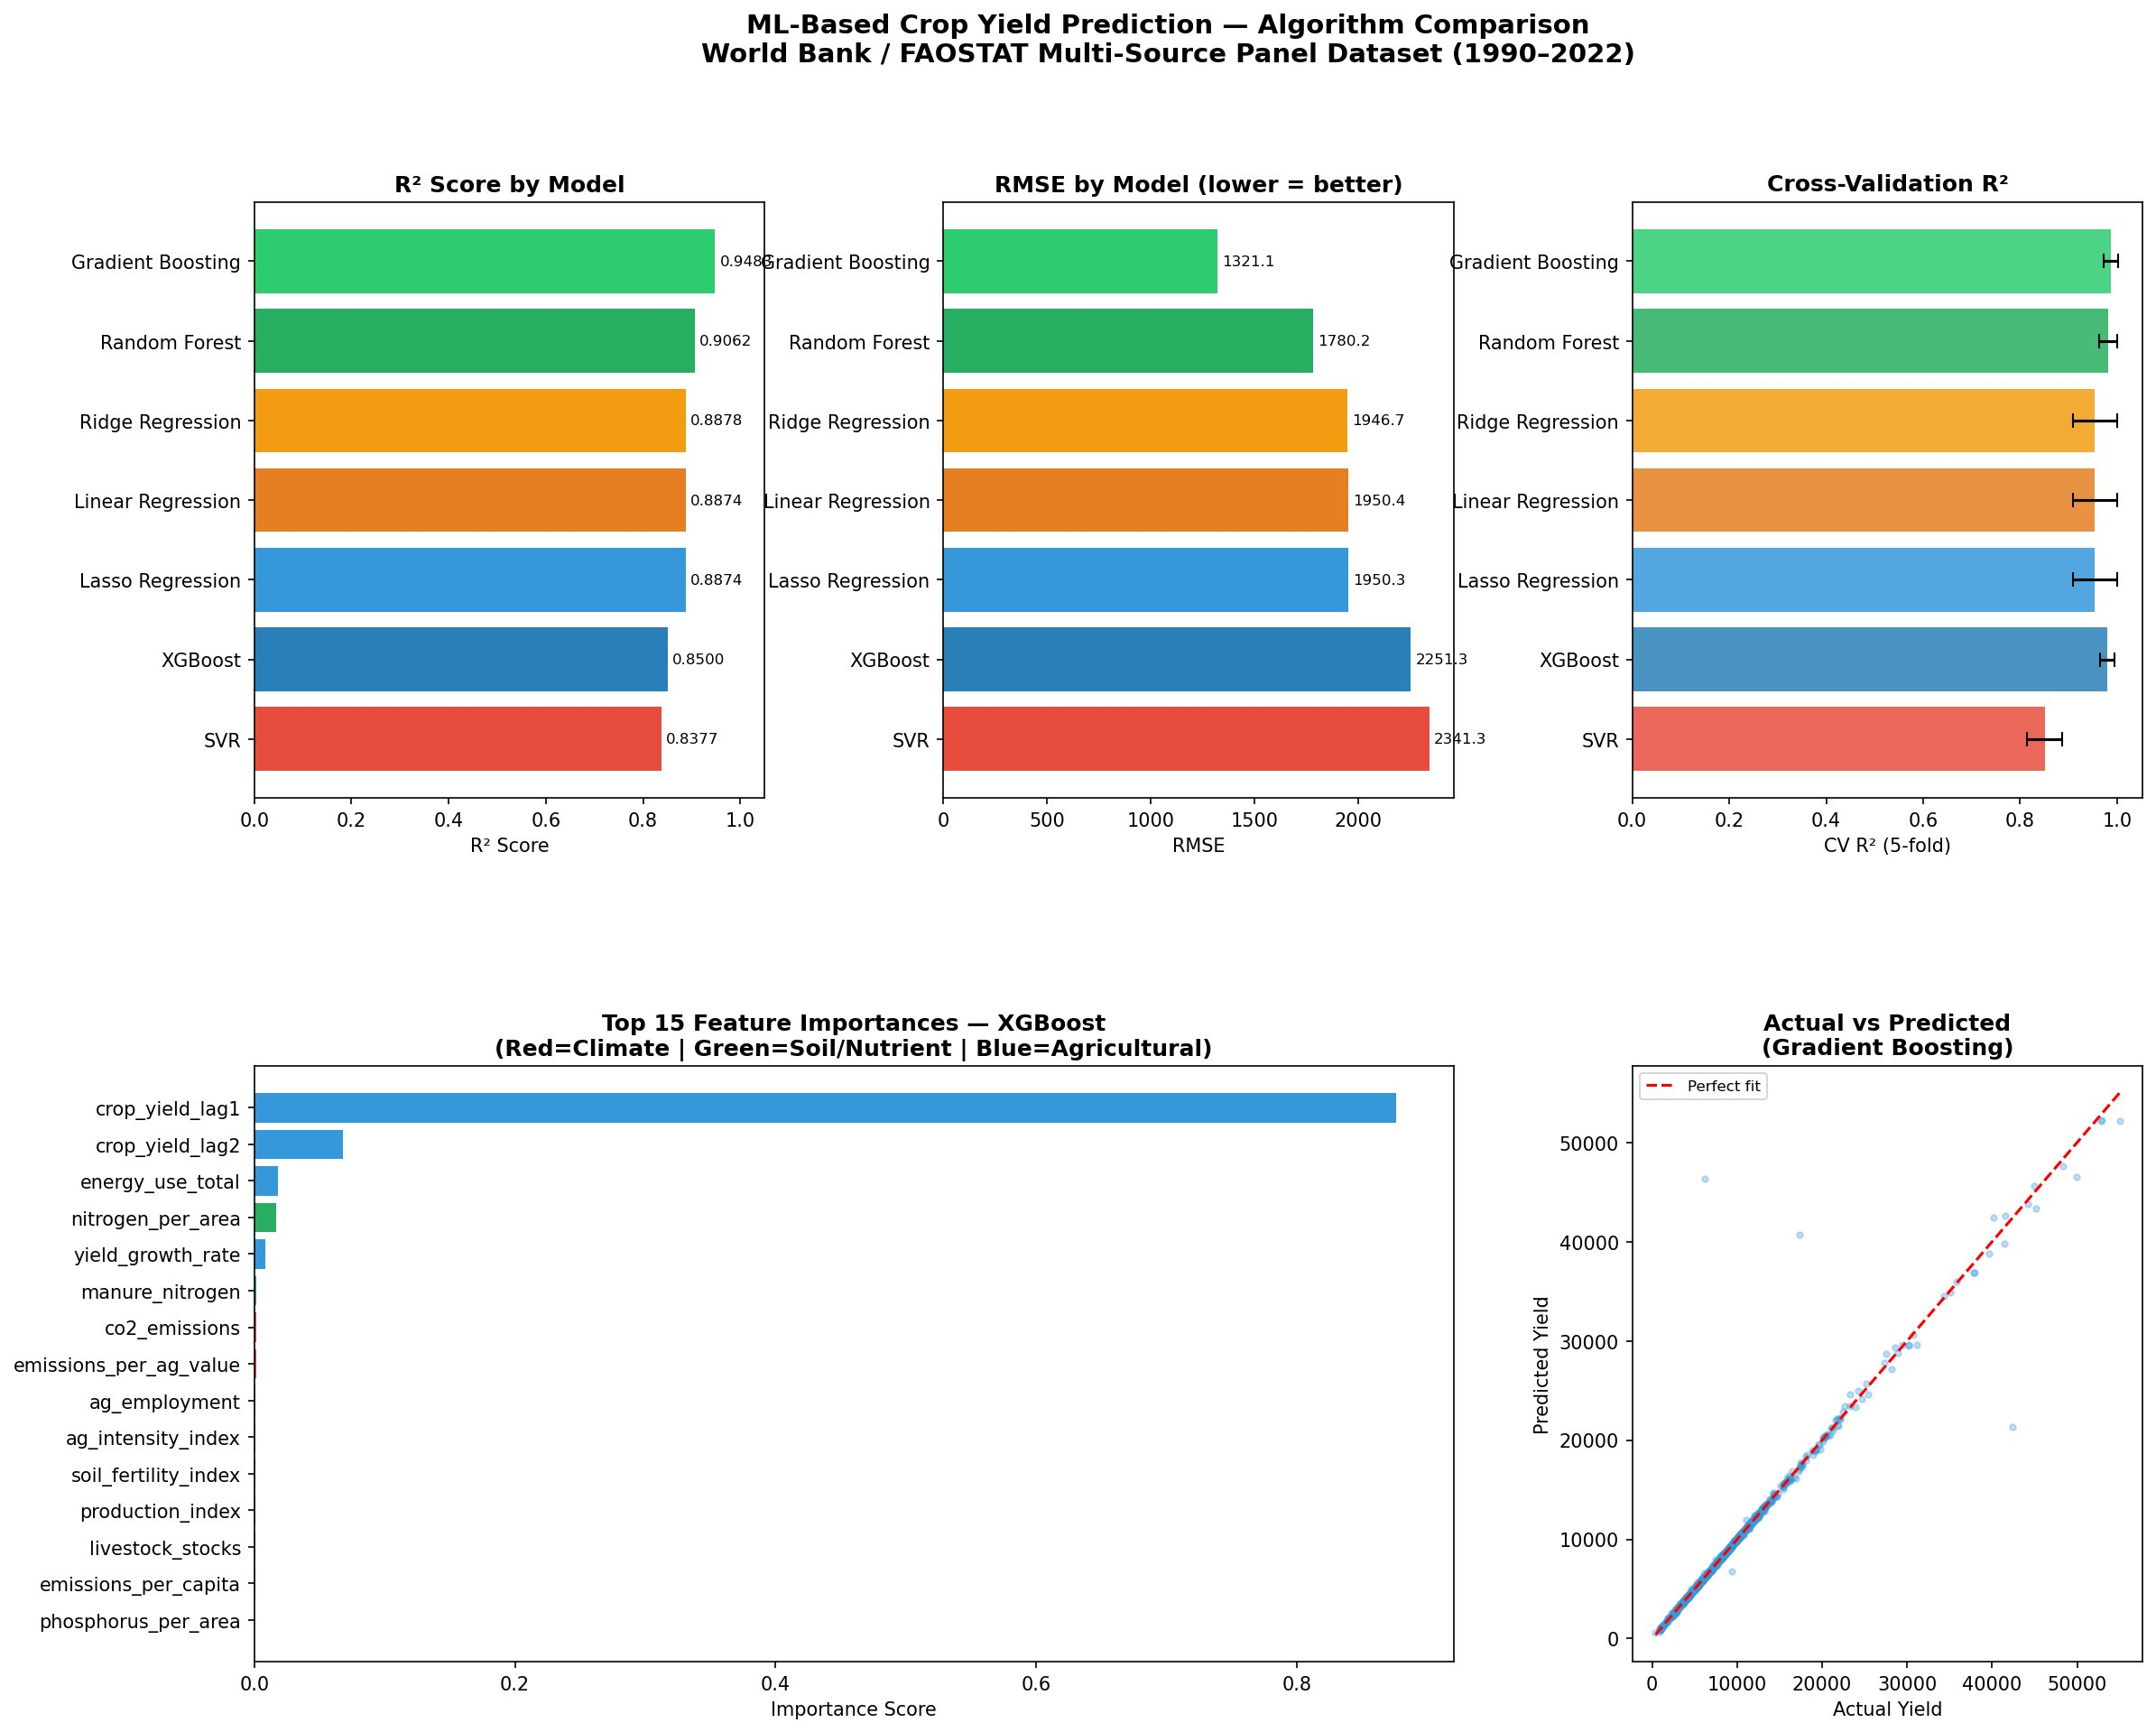 ML-Based Crop Yield Prediction — Algorithm Comparison
World Bank / FAOSTAT Multi-Source Panel Dataset (1990–2022)
R² Score by Model
Gradient Boosting
0.9483
Random Forest
0.9062
Ridge Regression
0.8878
Linear Regression
0.8874
Lasso Regression
0.8874
XGBoost
0.8500
SVR
0.8377
0.0 0.2 0.4 0.6 0.8 1.0
R² Score
RMSE by Model (lower = better)
Gradient Boosting
1321.1
Random Forest
1780.2
Ridge Regression
1946.7
Linear Regression
1950.4
Lasso Regression
1950.3
XGBoost
2251.3
SVR
2341.3
0 500 1000 1500 2000
RMSE
Cross-Validation R²
Gradient Boosting
Random Forest
Ridge Regression
Linear Regression
Lasso Regression
XGBoost
SVR
0.0 0.2 0.4 0.6 0.8 1.0
CV R² (5-fold)
Top 15 Feature Importances — XGBoost
(Red=Climate | Green=Soil/Nutrient | Blue=Agricultural)
crop_yield_lag1
crop_yield_lag2
energy_use_total
nitrogen_per_area
yield_growth_rate
manure_nitrogen
co2_emissions
emissions_per_ag_value
ag_employment
ag_intensity_index
soil_fertility_index
production_index
livestock_stocks
emissions_per_capita
phosphorus_per_area
0.0 0.2 0.4 0.6 0.8
Importance Score
Actual vs Predicted
(Gradient Boosting)
Perfect fit
50000
40000
30000
20000
10000
0
Predicted Yield
0 10000 20000 30000 40000 50000
Actual Yield